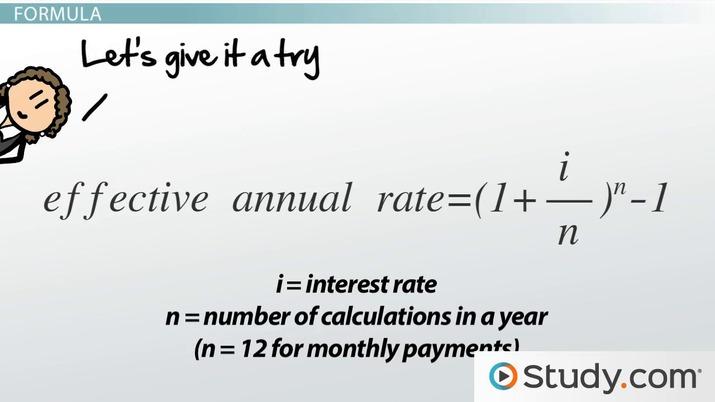 FORMULA
Let's give it a try
effective annual rate=(1+i/n)ⁿ-1
i = interest rate
n = number of calculations in a year
(n = 12 for monthly payments)
Study.com